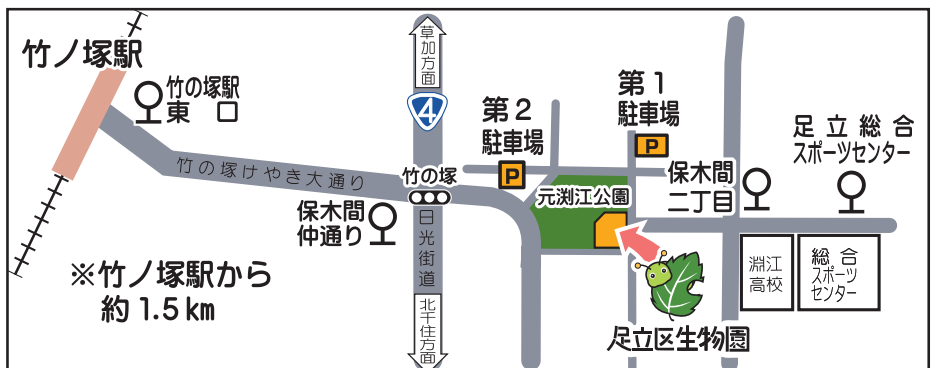 竹ノ塚駅
竹の塚駅
東　口
草加方面
4
第2
駐車場
P
第1
駐車場
P
足立総合
スポーツセンター
竹の塚けやき大通り
竹の塚
保木間
仲通り
元渕江公園
保木間
二丁目
日光街道
淵江
高校
総合
スポーツ
センター
※竹ノ塚駅から
約1.5km
北千住方面
足立区生物園